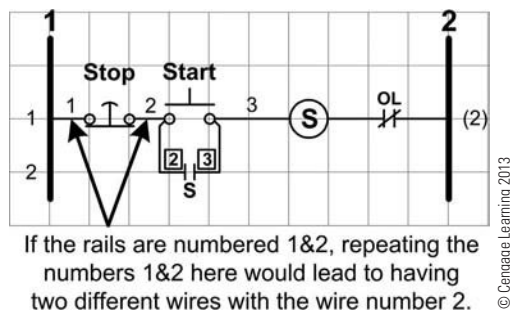 1 2
Stop Start
1 1 2 3 S OL (2)
2 2 3
S
If the rails are numbered 1&2, repeating the
numbers 1&2 here would lead to having
two different wires with the wire number 2.
© Cengage Learning 2013